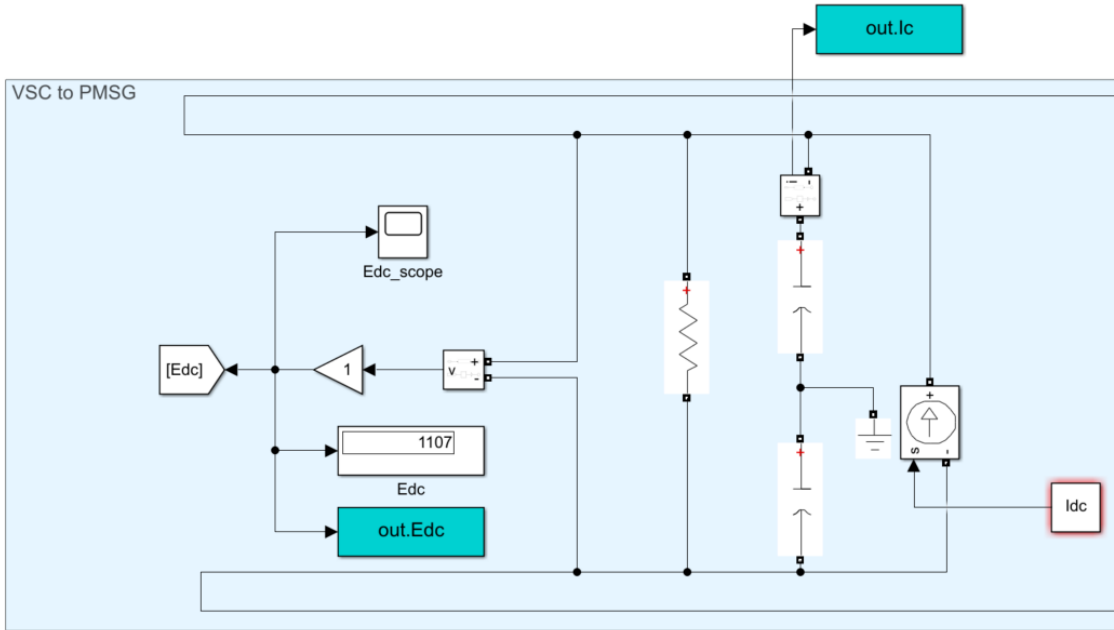 out.Ic
VSC to PMSG
Edc_scope
[Edc]
1
v
+
-
1107
Edc
out.Edc
+
i
-
+
+
+
+
s
-
Idc